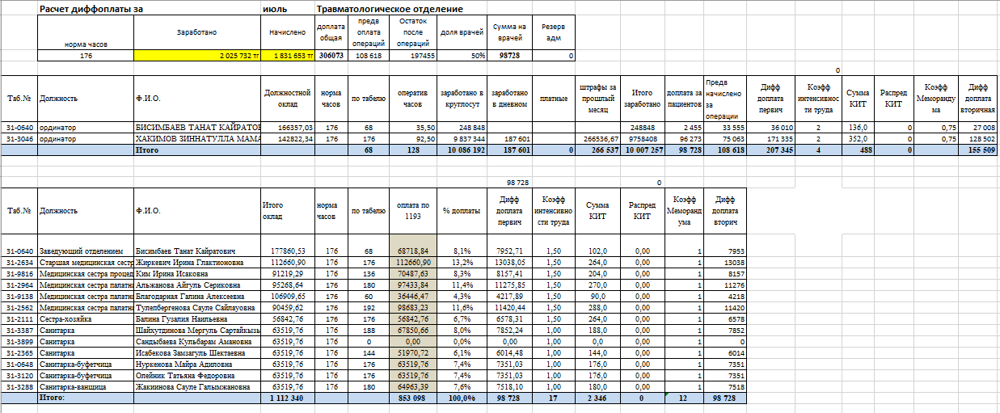 Расчет диффоплаты за июль Травматологическое отделение
норма часов Заработано Начислено доплата общая предв оплата операций Остаток после операций доля врачей Сумма на врачей Резерв адм
176 2 025 732 тг 1 831 653 тг 306073 108 618 197455 50% 98728 0
0
Таб.№ Должность Ф.И.О. Должностной оклад норма часов по табелю оператив часов заработано в круглосут заработано в дневном платные штрафы за прошлый месяц Итого заработано доплата за пациентов Предв начислено за операции Дифф доплата первич Коэфф интенсивнос ти труда Сумма КИТ Распред КИТ Коэфф Меморанду ма Дифф доплата вторичная
31-0640 ординатор БИСИМБАЕВ ТАНАТ КАЙРАТО 166357,03 176 68 35,50 248 848 248848 2 455 33 555 36 010 2 136,0 0 0,75 27 008
31-3046 ординатор ХАКИМОВ ЗИННАТУЛЛА МАМА 142822,34 176 176 92,50 9 837 344 187 601 266536,67 9758408 96 273 75 063 171 335 2 352,0 0 0,75 128 502
Итого 68 128 10 086 192 187 601 0 266 537 10 007 257 98 728 108 618 207 345 4 488 0 155 509
98 728 0
Таб.№ Должность Ф.И.О. Итого оклад норма часов по табелю оплата по 1193 % доплаты Дифф доплата первич Коэфф интенсивно сти труда Сумма КИТ Распред КИТ Коэфф Меморанд ума Дифф доплата вторич
31-0640 Заведующий отделением Бисимбаев Танат Кайратович 177860,53 176 68 68718,84 8,1% 7952,71 1,50 102,0 0,00 1 7953
31-2634 Старшая медицинская сестр Жиркевич Ирина Глактионовна 112660,90 176 176 112660,90 13,2% 13038,05 1,50 264,0 0,00 1 13038
31-9816 Медицинская сестра процед Ким Ирина Исаковна 91219,29 176 136 70487,63 8,3% 8157,41 1,50 204,0 0,00 1 8157
31-2964 Медицинская сестра палатн Альжанова Айгуль Сериковна 95268,64 176 180 97433,84 11,4% 11275,85 1,50 270,0 0,00 1 11276
31-9138 Медицинская сестра палатн Благодарная Галина Алексеевна 106909,65 176 60 36446,47 4,3% 4217,89 1,50 90,0 0,00 1 4218
31-2562 Медицинская сестра палатн Тулепбергенова Сауле Сайлауовна 90459,62 176 192 98683,23 11,6% 11420,44 1,50 288,0 0,00 1 11420
31-2111 Сестра-хозяйка Балина Гузалия Наильевна 56842,76 176 176 56842,76 6,7% 6578,31 1,50 264,0 0,00 1 6578
31-3387 Санитарка Шайхутдинова Мергуль Сартайкызь 63519,76 176 188 67850,66 8,0% 7852,24 1,00 188,0 0,00 1 7852
31-3899 Санитарка Сандыбаева Кульбарам Амановна 63519,76 176 0 0,00 0,0% 0,00 1,00 0,0 0,00 1 0
31-2365 Санитарка Исабекова Замзагуль Шектаевна 63519,76 176 144 51970,72 6,1% 6014,48 1,00 144,0 0,00 1 6014
31-0648 Санитарка-буфетчица Нуркенова Майра Адиловна 63519,76 176 176 63519,76 7,4% 7351,03 1,00 176,0 0,00 1 7351
31-3120 Санитарка-буфетчица Олейник Татьяна Федоровна 63519,76 176 176 63519,76 7,4% 7351,03 1,00 176,0 0,00 1 7351
31-3288 Санитарка-ванщица Жакиинова Сауле Галымжановна 63519,76 176 180 64963,39 7,6% 7518,10 1,00 180,0 0,00 1 7518
Итого: 1 112 340 853 098 100,0% 98 728 17 2 346 0 12 98 728